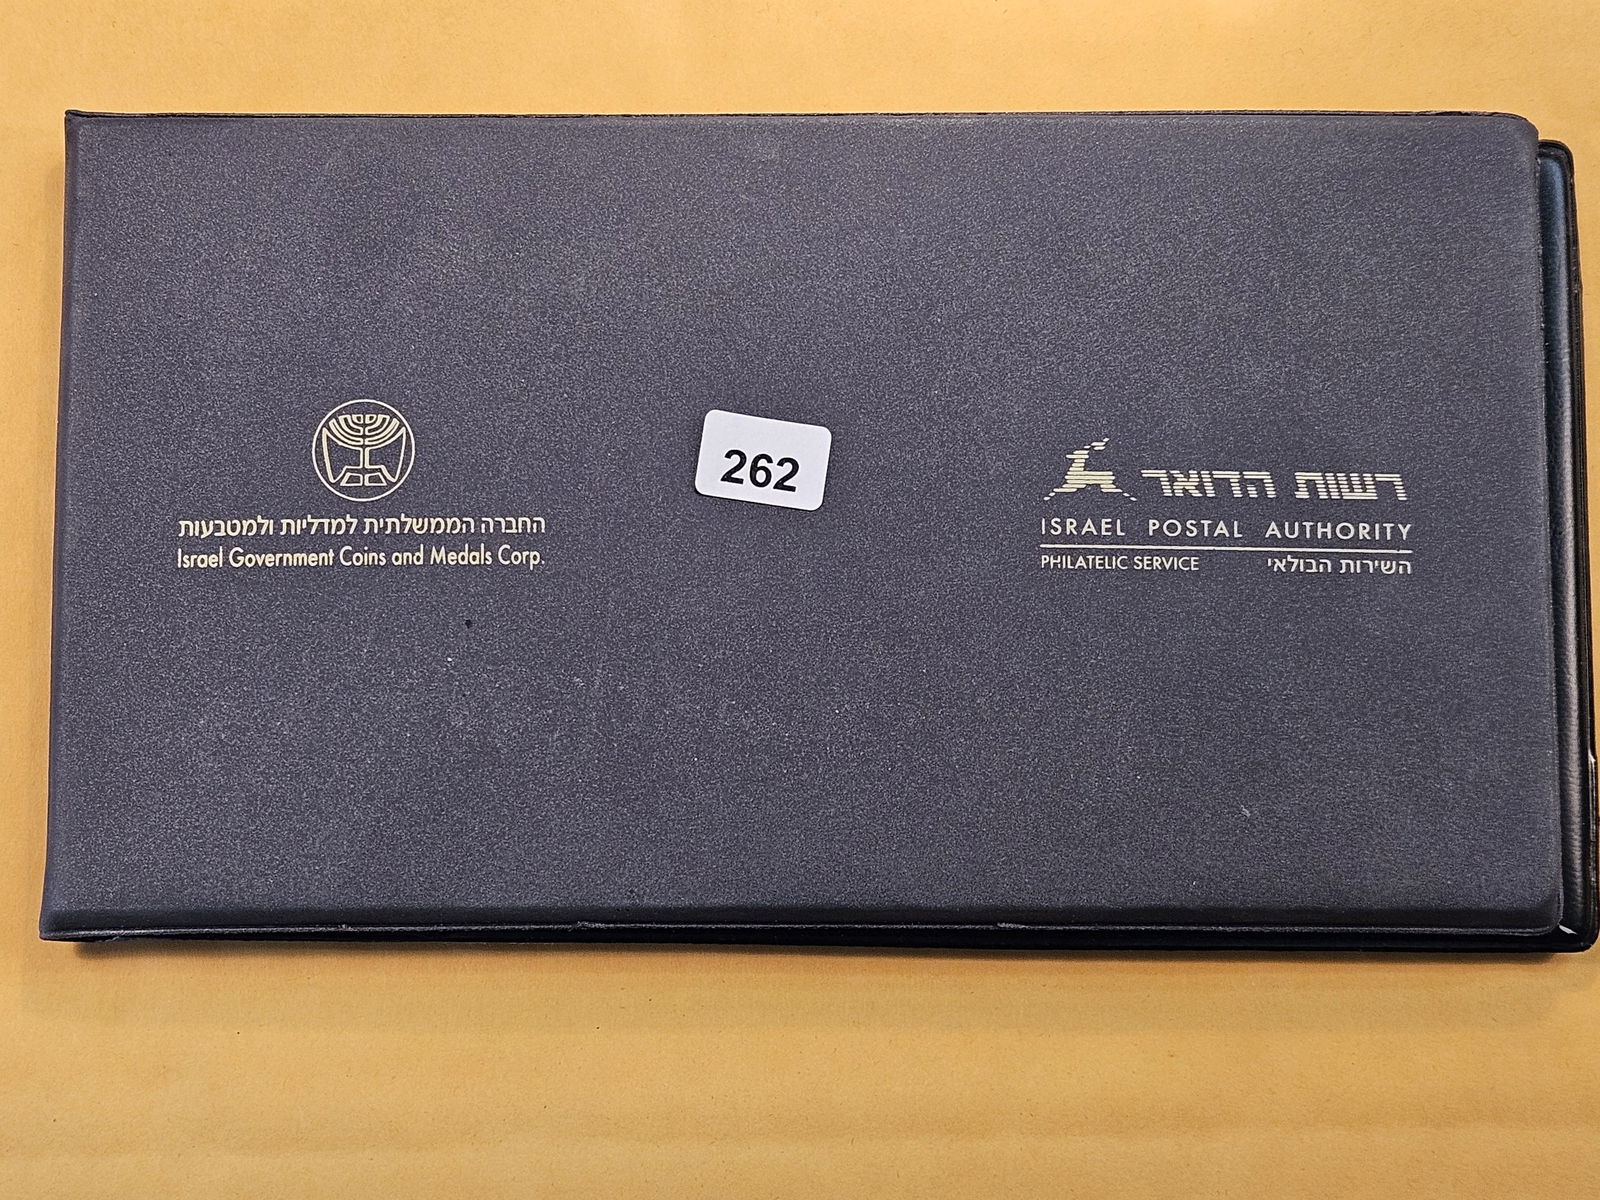 החברה הממשלתית למדליות ולמטבעות
Israel Government Coins and Medals Corp.
262
רשות הדואר
ISRAEL POSTAL AUTHORITY
PHILATELIC SERVICE השירות הבולאי